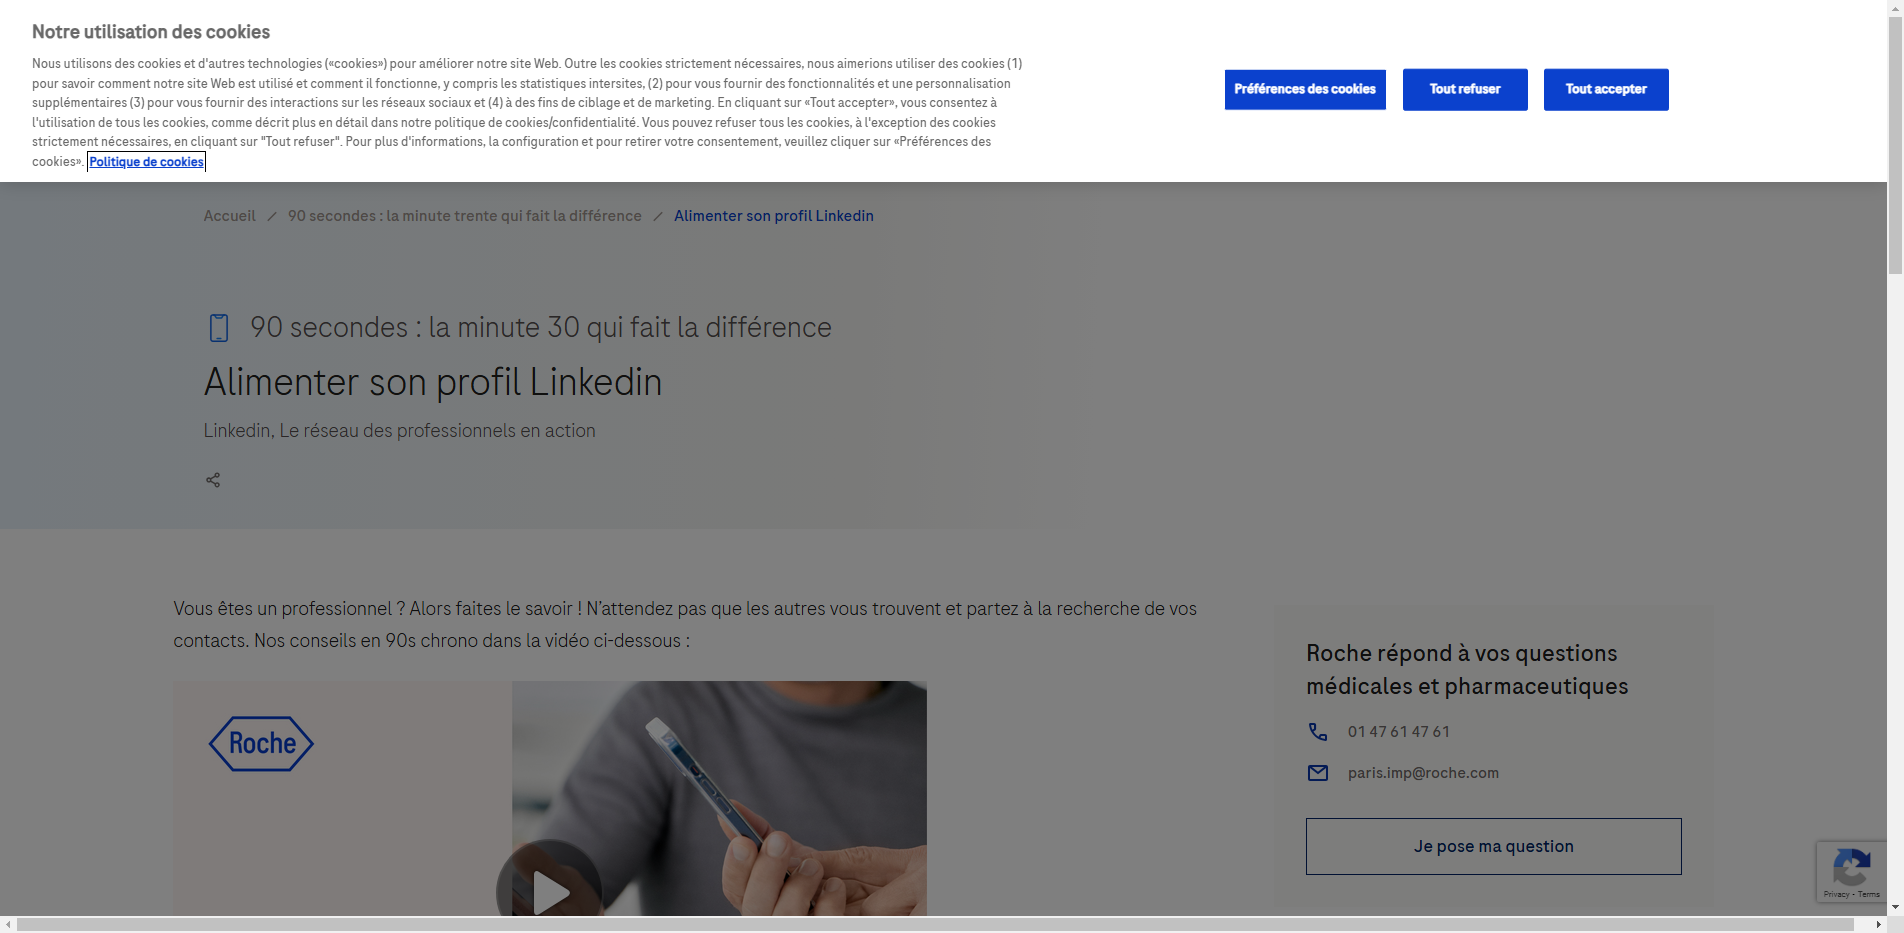 Notre utilisation des cookies
Nous utilisons des cookies et d'autres technologies («cookies») pour améliorer notre site Web. Outre les cookies strictement nécessaires, nous aimerions utiliser des cookies (1)
pour savoir comment notre site Web est utilisé et comment il fonctionne, y compris les statistiques intersites, (2) pour vous fournir des fonctionnalités et une personnalisation
supplémentaires (3) pour vous fournir des interactions sur les réseaux sociaux et (4) à des fins de ciblage et de marketing. En cliquant sur «Tout accepter», vous consentez à
l'utilisation de tous les cookies, comme décrit plus en détail dans notre politique de cookies/confidentialité. Vous pouvez refuser tous les cookies, à l'exception des cookies
strictement nécessaires, en cliquant sur "Tout refuser". Pour plus d'informations, la configuration et pour retirer votre consentement, veuillez cliquer sur «Préférences des
cookies». Politique de cookies
Préférences des cookies
Tout refuser
Tout accepter
Accueil / 90 secondes : la minute trente qui fait la différence / Alimenter son profil Linkedin
90 secondes : la minute 30 qui fait la différence
Alimenter son profil Linkedin
Linkedin, Le réseau des professionnels en action
Vous êtes un professionnel ? Alors faites le savoir ! N’attendez pas que les autres vous trouvent et partez à la recherche de vos
contacts. Nos conseils en 90s chrono dans la vidéo ci-dessous :
Roche
Roche répond à vos questions
médicales et pharmaceutiques
01 47 61 47 61
paris.imp@roche.com
Je pose ma question
Privacy - Terms